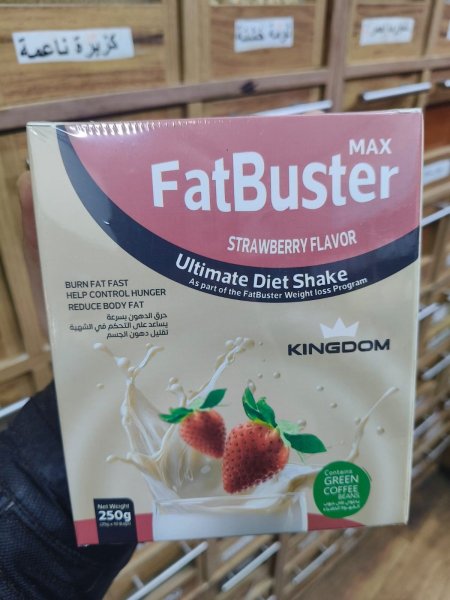 كزبرة ناعمة
MAX
FatBuster
STRAWBERRY FLAVOR
Ultimate Diet Shake
As part of the FatBuster Weight loss Program
BURN FAT FAST
HELP CONTROL HUNGER
REDUCE BODY FAT
حرق الدهون بسرعة
يساعد على التحكم في الشهية
تقليل دهون الجسم
KINGDOM
Contains
GREEN
COFFEE
BEANS
Net Weight
250g